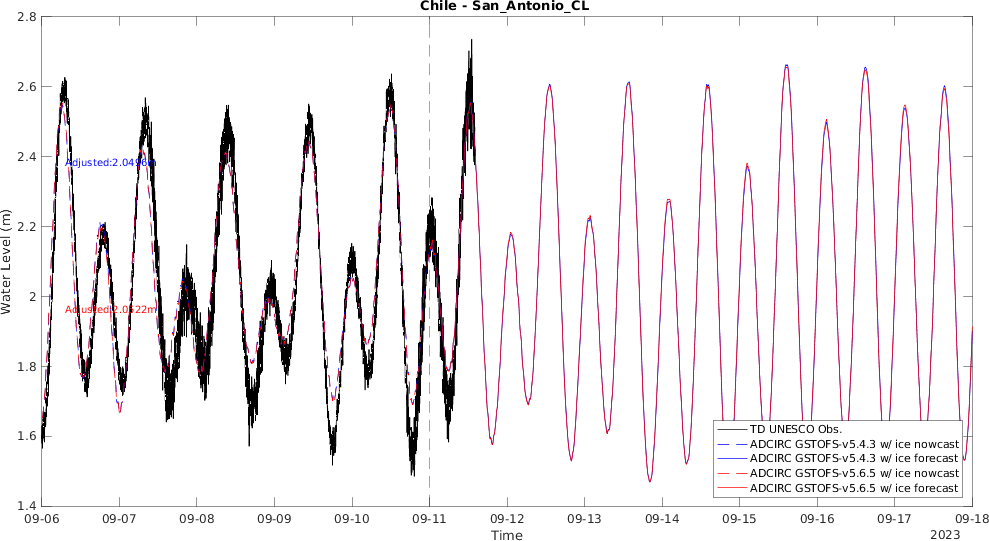 Chile - San_Antonio_CL
2.8
2.6
2.4
2.2
2
1.8
1.6
1.4
Water Level (m)
Adjusted:2.0496m
Adjusted:2.0122m
TD UNESCO Obs.
ADCIRC GSTOFS-v5.4.3 w/ ice nowcast
ADCIRC GSTOFS-v5.4.3 w/ ice forecast
ADCIRC GSTOFS-v5.6.5 w/ ice nowcast
ADCIRC GSTOFS-v5.6.5 w/ ice forecast
09-06 09-07 09-08 09-09 09-10 09-11 09-12 09-13 09-14 09-15 09-16 09-17 09-18
Time
2023